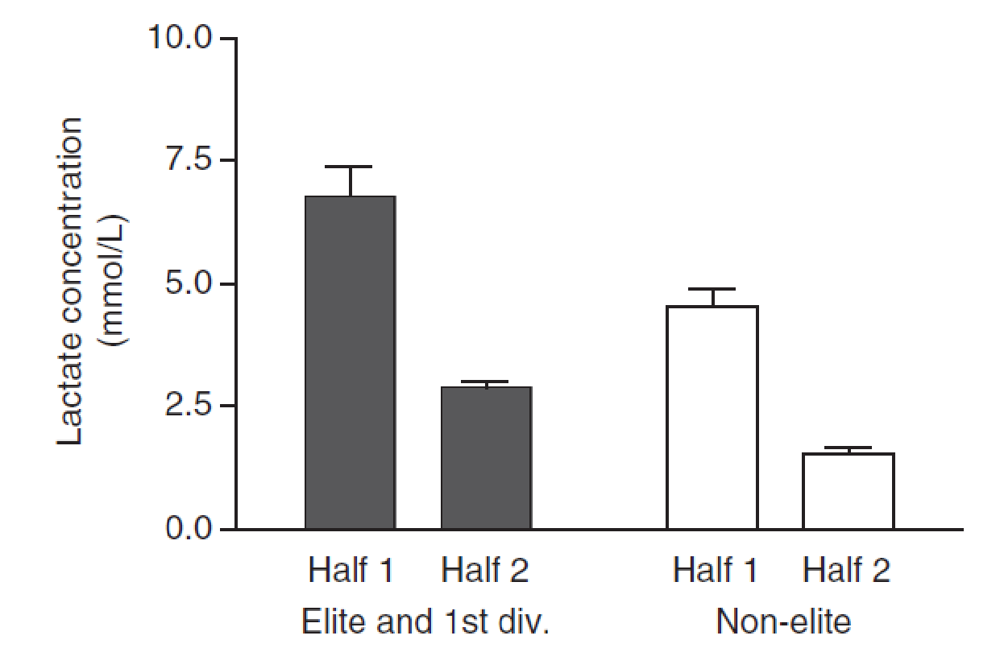 10.0
7.5
5.0
2.5
0.0
Lactate concentration
(mmol/L)
Half 1 Half 2 Half 1 Half 2
Elite and 1st div. Non-elite